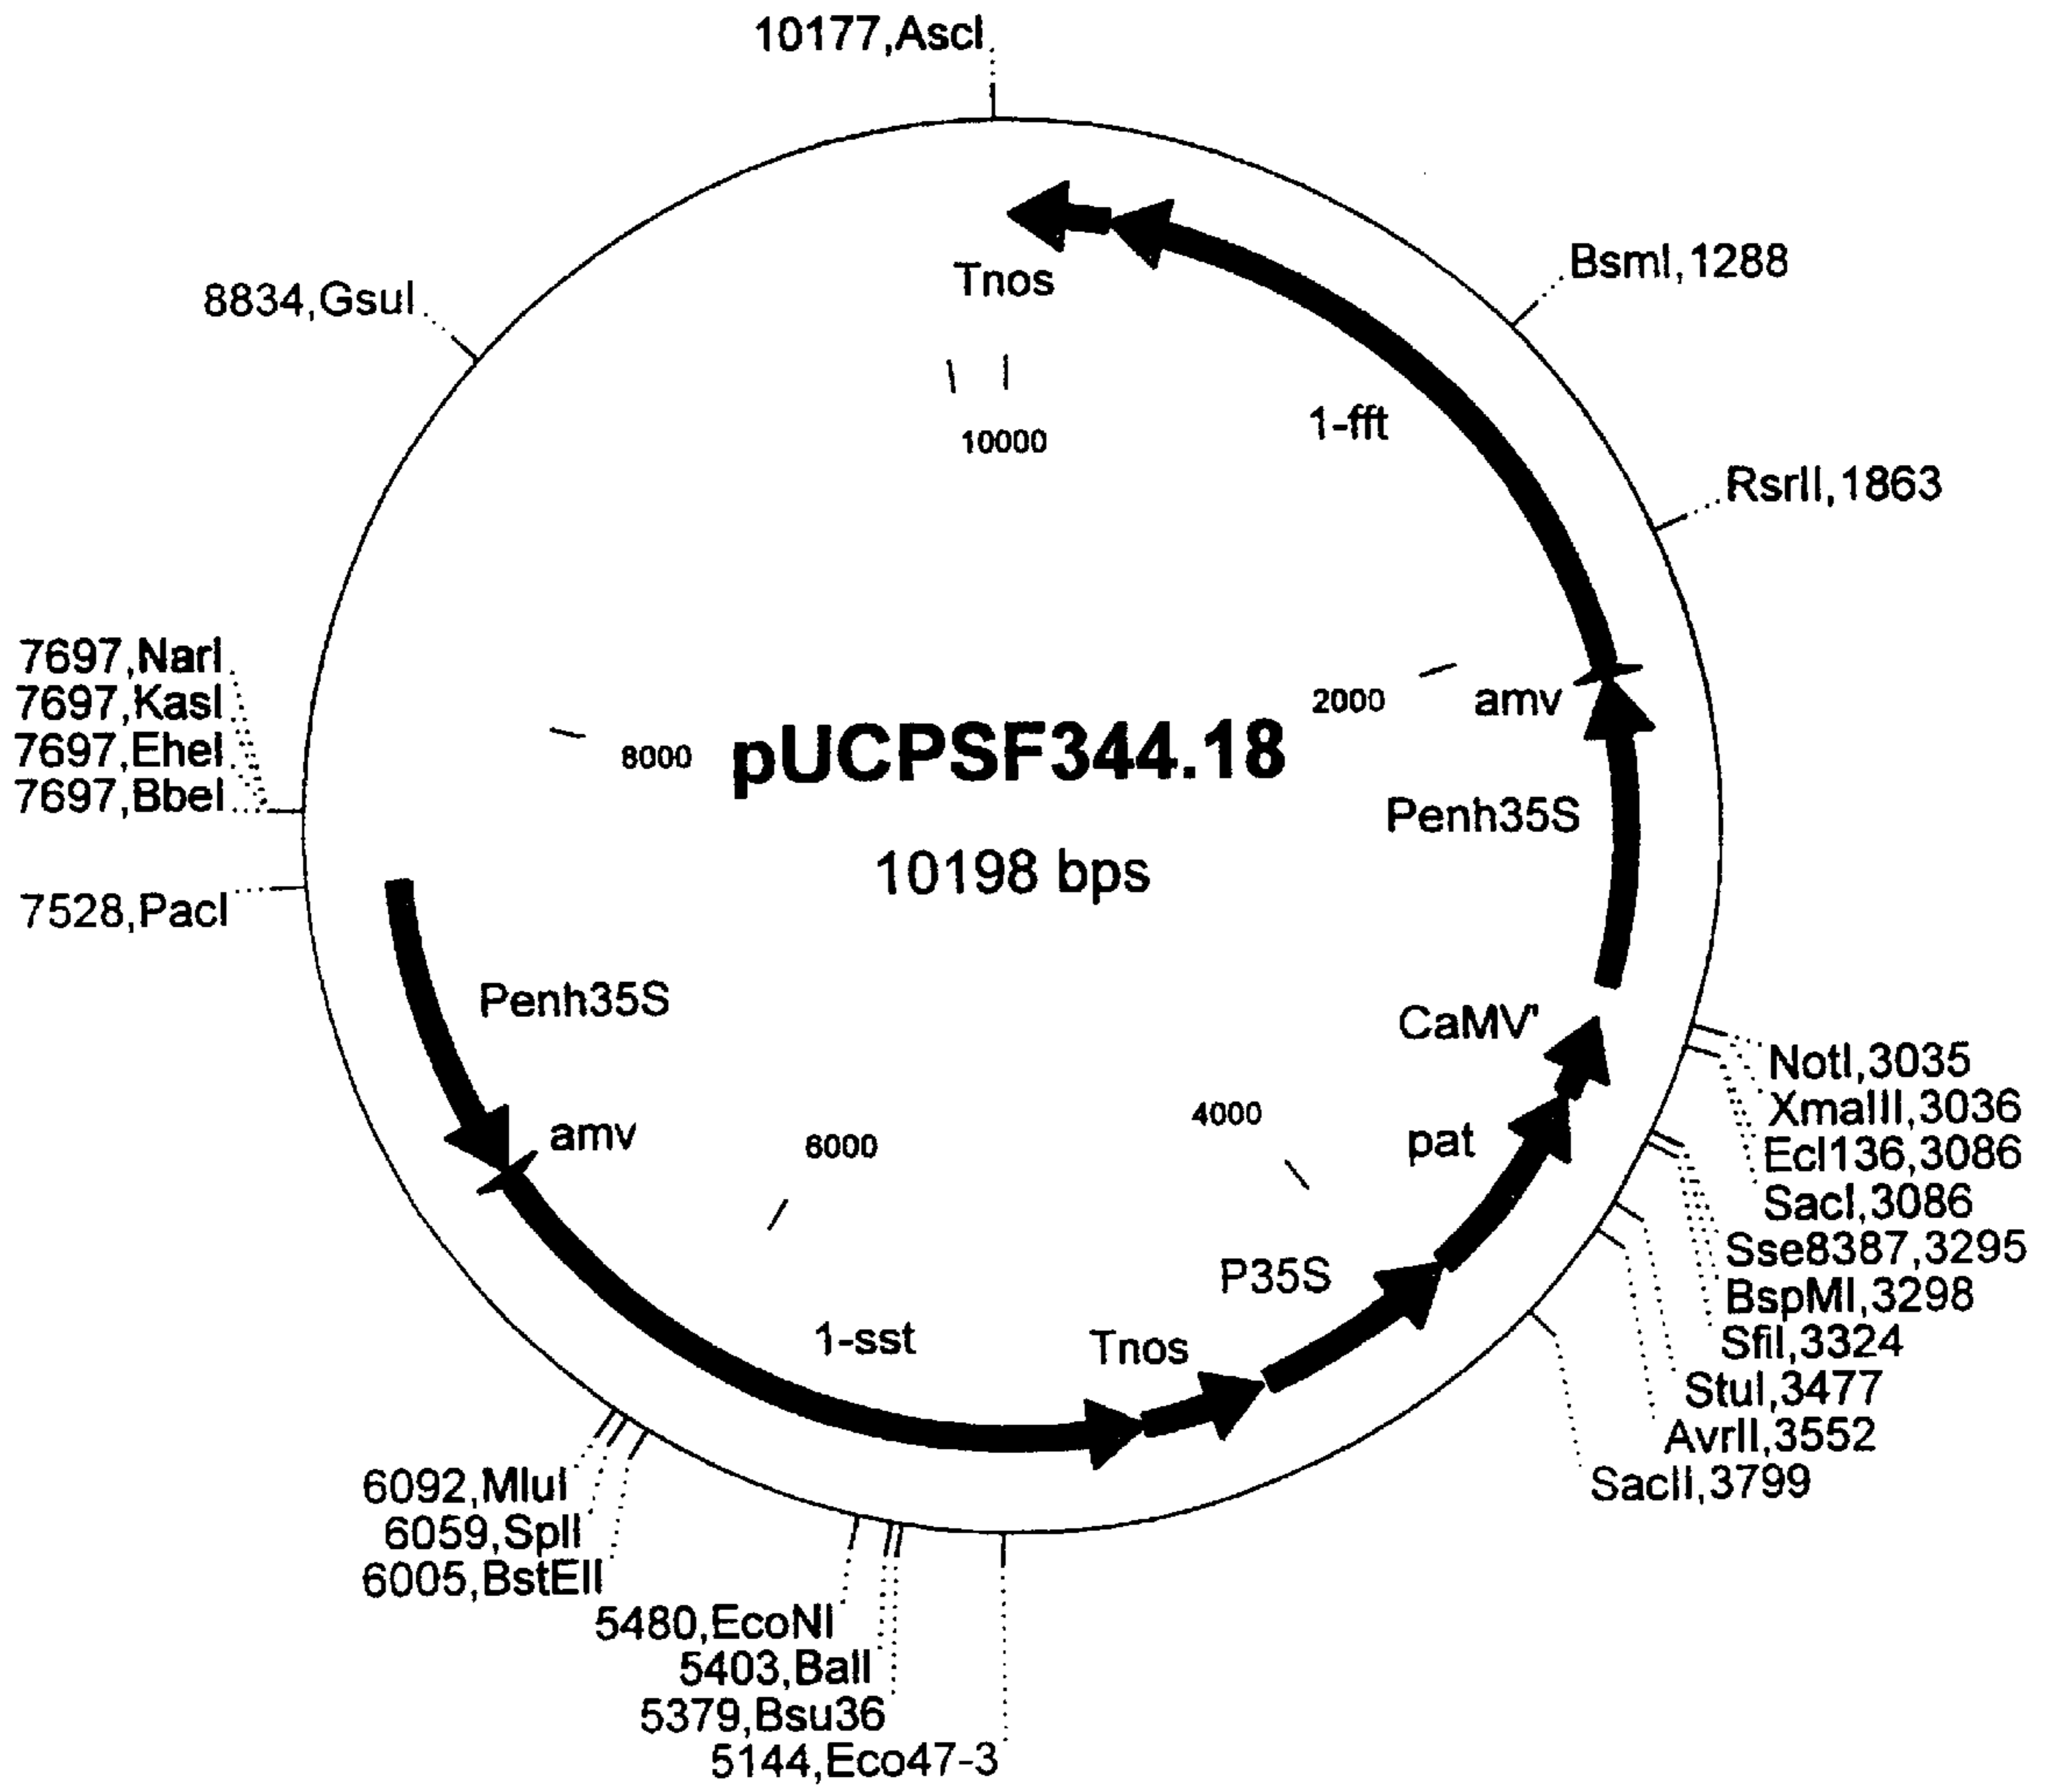 10177,AscI
BsmI,1288
8834,GsuI
Tnos
1-fft
10000
RsrII,1863
7697,NarI
7697,KasI
7697,EheI
7697,BbeI
8000
pUCPSF344.18
10198 bps
2000
amv
Penh35S
7528,PacI
Penh35S
CaMV'
NotI,3035
XmaIII,3036
Ecl136,3086
SacI,3086
Sse8387,3295
BspMI,3298
SfiI,3324
StuI,3477
AvrII,3552
SacII,3799
amv
6000
4000
pat
P35S
1-sst
Tnos
6092,MluI
6059,SplI
6005,BstEII
5480,EcoNI
5403,BalI
5379,Bsu36
5144,Eco47-3